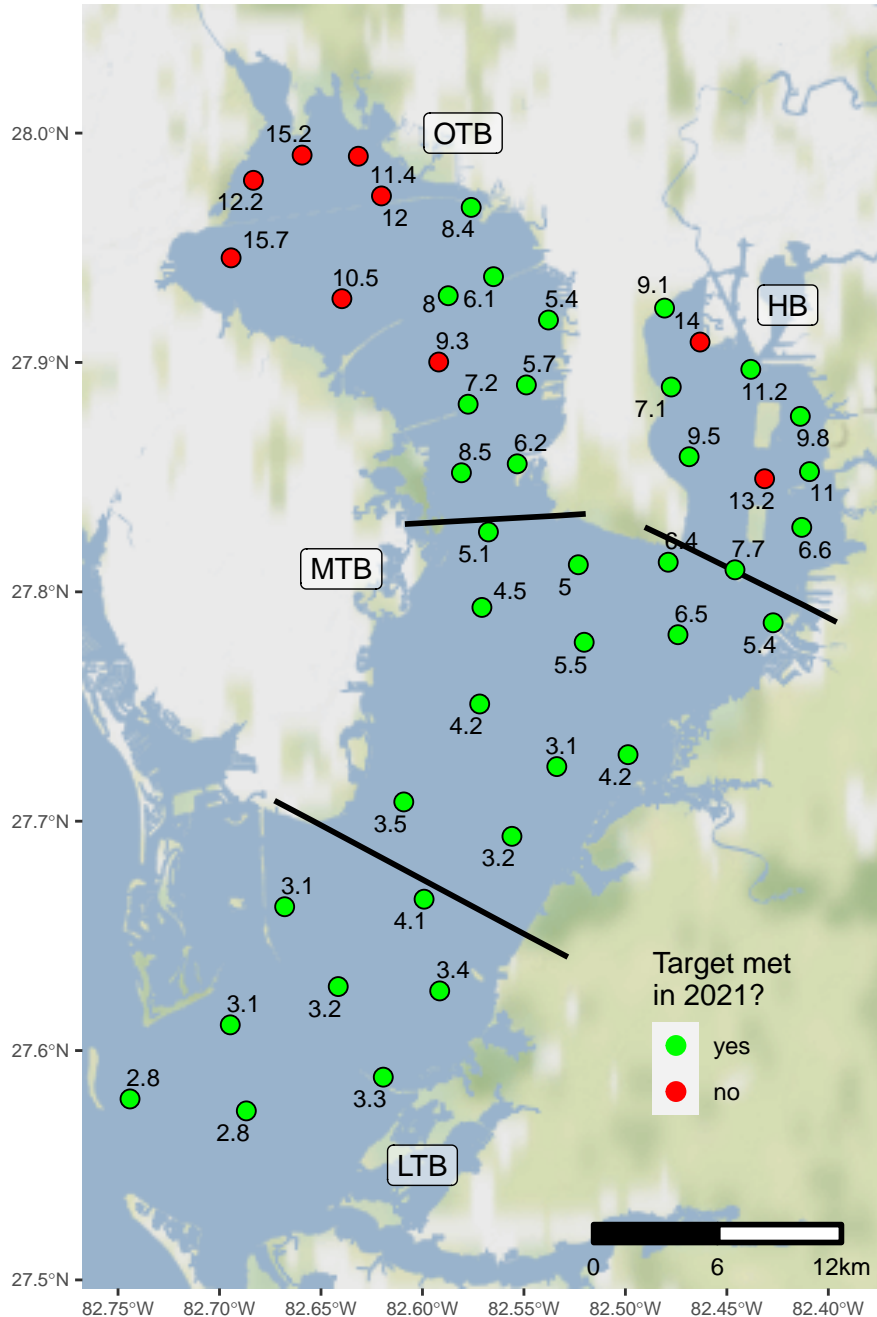 OTB
15.2
28.0°N
11.4
12.2
12
8.4
15.7
10.5
9.1
8
6.1
5.4
HB
14
9.3
27.9°N
5.7
7.2
11.2
7.1
9.8
9.5
8.5
6.2
13.2
11
6.6
6.4
7.7
5.1
MTB
5
4.5
27.8°N
6.5
5.4
5.5
4.2
3.1
4.2
3.5
27.7°N
3.2
3.1
4.1
Target met
in 2021?
3.4
3.1
3.2
27.6°N
yes
2.8
no
3.3
2.8
LTB
0
6
12km
27.5°N
82.75°W
82.70°W
82.65°W
82.60°W
82.55°W
82.50°W
82.45°W
82.40°W